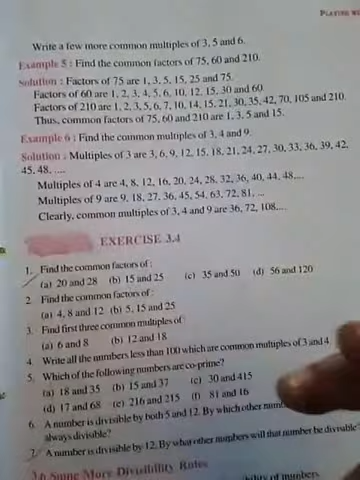 PLAYING
Write a few more common multiples of 3, 5 and 6.
Example 5 : Find the common factors of 75, 60 and 210.
Solution : Factors of 75 are 1, 3, 5, 15, 25 and 75.
Factors of 60 are 1, 2, 3, 4, 5, 6, 10, 12, 15, 30 and 60.
Factors of 210 are 1, 2, 3, 5, 6, 7, 10, 14, 15, 21, 30, 35, 42, 70, 105 and 210.
Thus, common factors of 75, 60 and 210 are 1, 3, 5 and 15.
Example 6 : Find the common multiples of 3, 4 and 9.
Solution : Multiples of 3 are 3, 6, 9, 12, 15, 18, 21, 24, 27, 30, 33, 36, 39, 42,
45, 48, ....
Multiples of 4 are 4, 8, 12, 16, 20, 24, 28, 32, 36, 40, 44, 48,...
Multiples of 9 are 9, 18, 27, 36, 45, 54, 63, 72, 81, ...
Clearly, common multiples of 3, 4 and 9 are 36, 72, 108,...
EXERCISE 3.4
1. Find the common factors of :
(a) 20 and 28 (b) 15 and 25 (c) 35 and 50 (d) 56 and 120
2. Find the common factors of :
(a) 4, 8 and 12 (b) 5, 15 and 25
3. Find first three common multiples of :
(a) 6 and 8 (b) 12 and 18
4. Write all the numbers less than 100 which are common multiples of 3 and 4.
5. Which of the following numbers are co-prime?
(a) 18 and 35 (b) 15 and 37 (c) 30 and 415
(d) 17 and 68 (e) 216 and 215 (f) 81 and 16
6. A number is divisible by both 5 and 12. By which other
always divisible?
7. A number is divisible by 12. By what other numbers will that number be divisible?
3.6 Some More Divisibility Rules
of numbers.